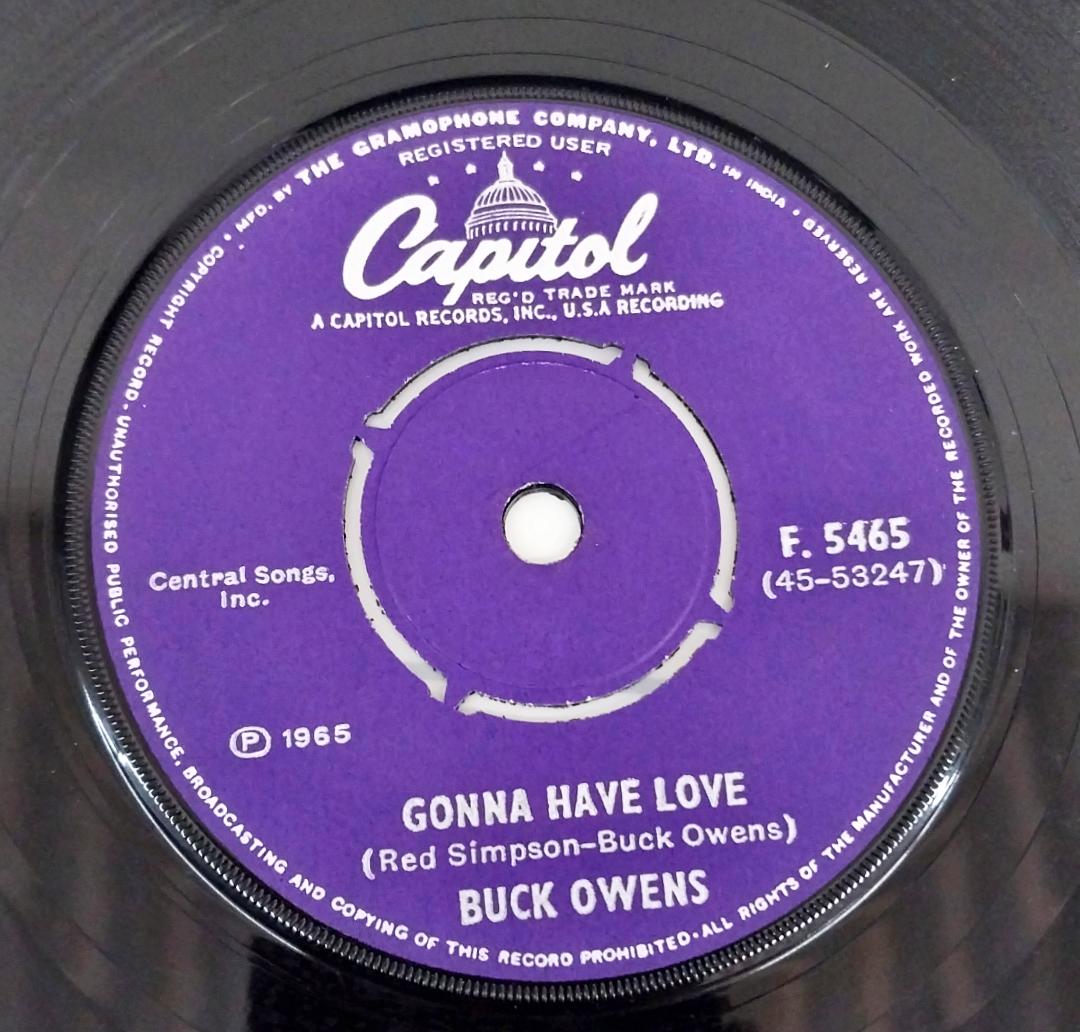 COPYRIGHT RECORD • UNAUTHORISED PUBLIC PERFORMANCE, BROADCASTING AND COPYING OF THIS RECORD PROHIBITED • ALL RIGHTS OF THE MANUFACTURER AND OF THE OWNER OF THE RECORDED WORK ARE RESERVED • MFD. BY THE GRAMOPHONE COMPANY, LTD. IN INDIA •
REGISTERED USER
Capitol
REG'D TRADE MARK
A CAPITOL RECORDS, INC., U.S.A RECORDING
F. 5465
(45-53247)
Central Songs,
Inc.
Ⓟ 1965
GONNA HAVE LOVE
(Red Simpson-Buck Owens)
BUCK OWENS